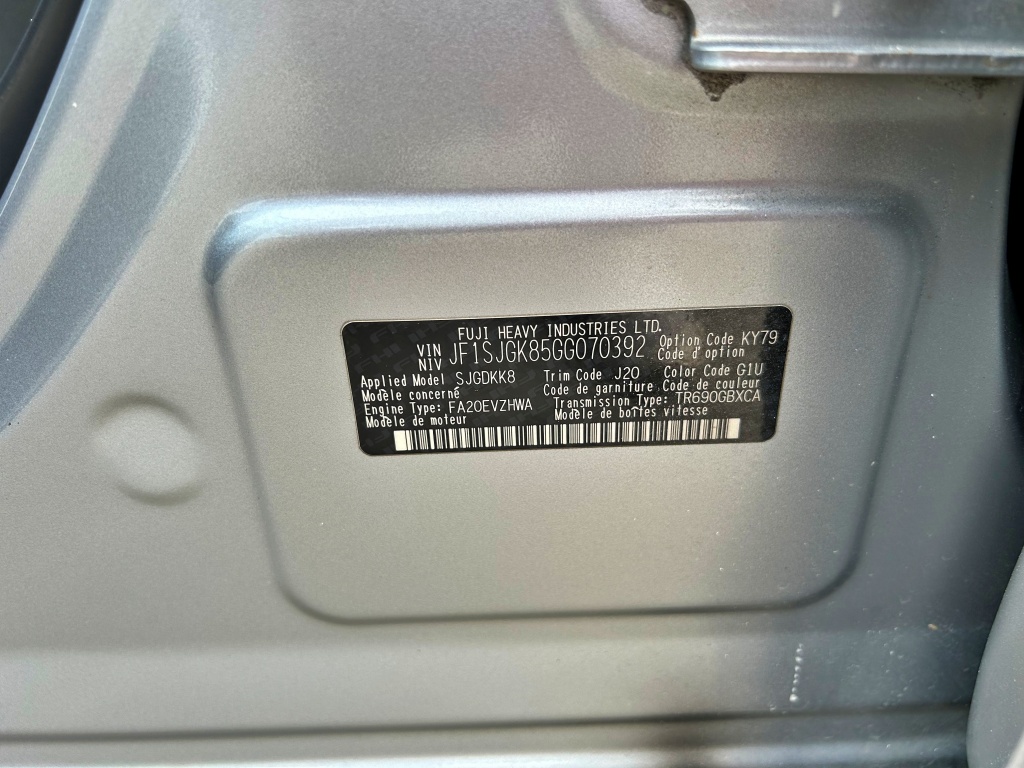 FUJI HEAVY INDUSTRIES LTD.
VIN NIV JF1SJGK85GG070392 Option Code KY79
Code d'option
Applied Model SJGDKK8 Trim Code J20 Color Code G1U
Modèle concerné Code de garniture Code de couleur
Engine Type: FA20EVZHWA Transmission Type: TR690GBXCA
Modèle de moteur Modèle de boîtes vitesse